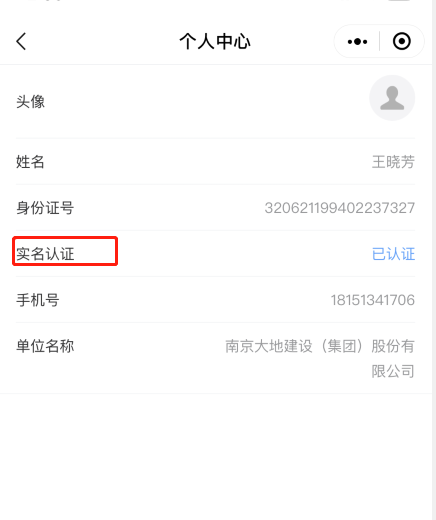 个人中心
头像
姓名 王晓芳
身份证号 320621199402237327
实名认证 已认证
手机号 18151341706
单位名称 南京大地建设（集团）股份有
限公司